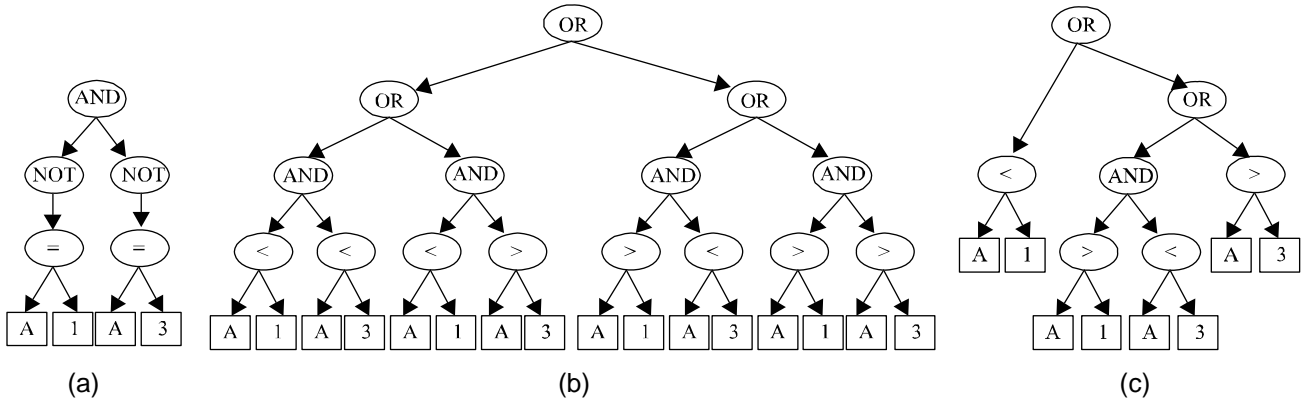 OR OR
AND OR OR OR
NOT NOT AND AND AND AND < AND >
= = < < < > > < > > A 1 > < A 3
A 1 A 3 A 1 A 3 A 1 A 3 A 1 A 3 A 1 A 3 A 1 A 3
(a) (b) (c)